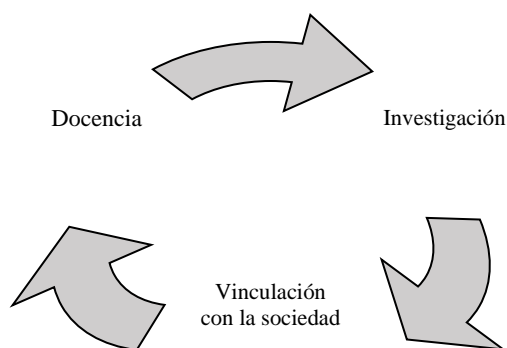 Docencia
Investigación
Vinculación
con la sociedad